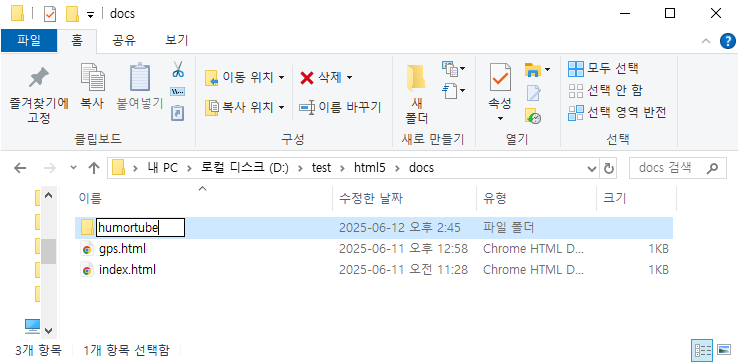 docs
파일 홈 공유 보기
즐겨찾기에 고정 복사 붙여넣기 이동 위치 복사 위치 삭제 이름 바꾸기 새 폴더 속성 모두 선택 선택 안 함 선택 영역 반전
클립보드 구성 새로 만들기 열기 선택
내 PC > 로컬 디스크 (D:) > test > html5 > docs docs 검색
이름 수정한 날짜 유형 크기
humortube 2025-06-12 오후 2:45 파일 폴더
gps.html 2025-06-11 오후 12:58 Chrome HTML D... 1KB
index.html 2025-06-11 오전 11:28 Chrome HTML D... 1KB
3개 항목 1개 항목 선택함